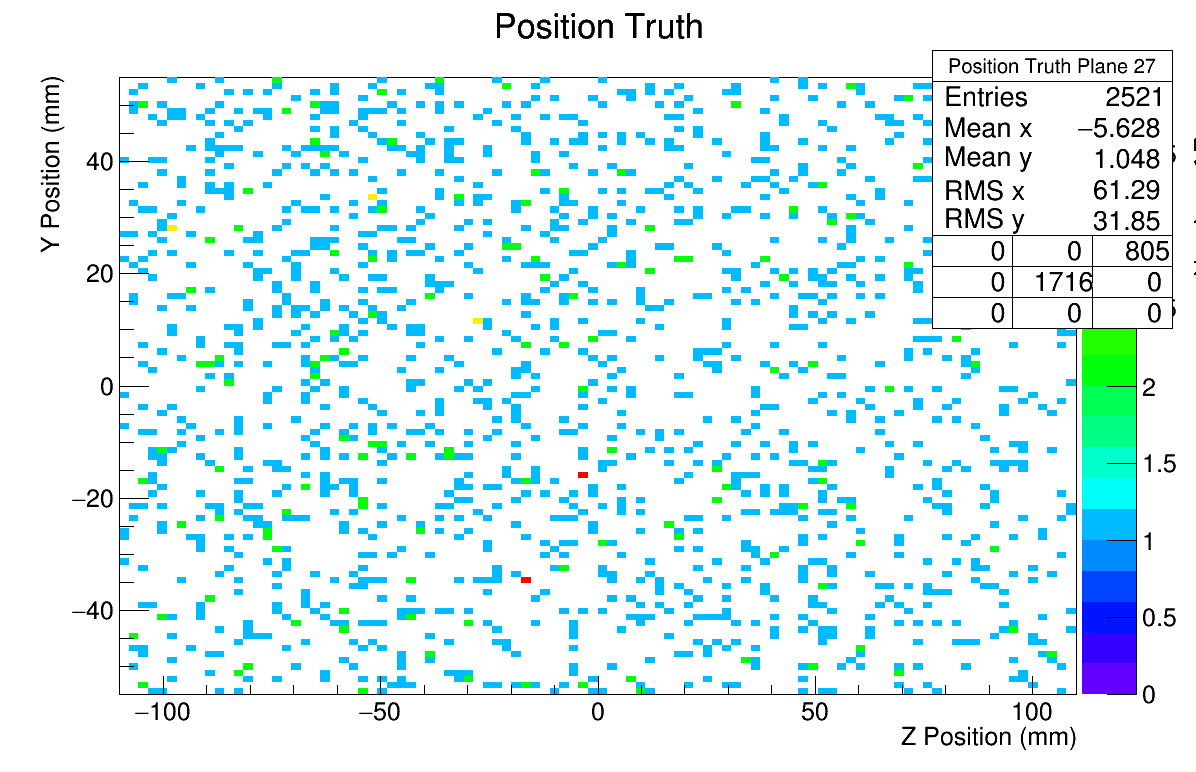 Position Truth
Position Truth Plane 27
Entries 2521
Mean x −5.628
Mean y 1.048
RMS x 61.29
RMS y 31.85
0 0 805
0 1716 0
0 0 0
Y Position (mm)
40
20
0
−20
−40
−100 −50 0 50 100
Z Position (mm)
2
1.5
1
0.5
0